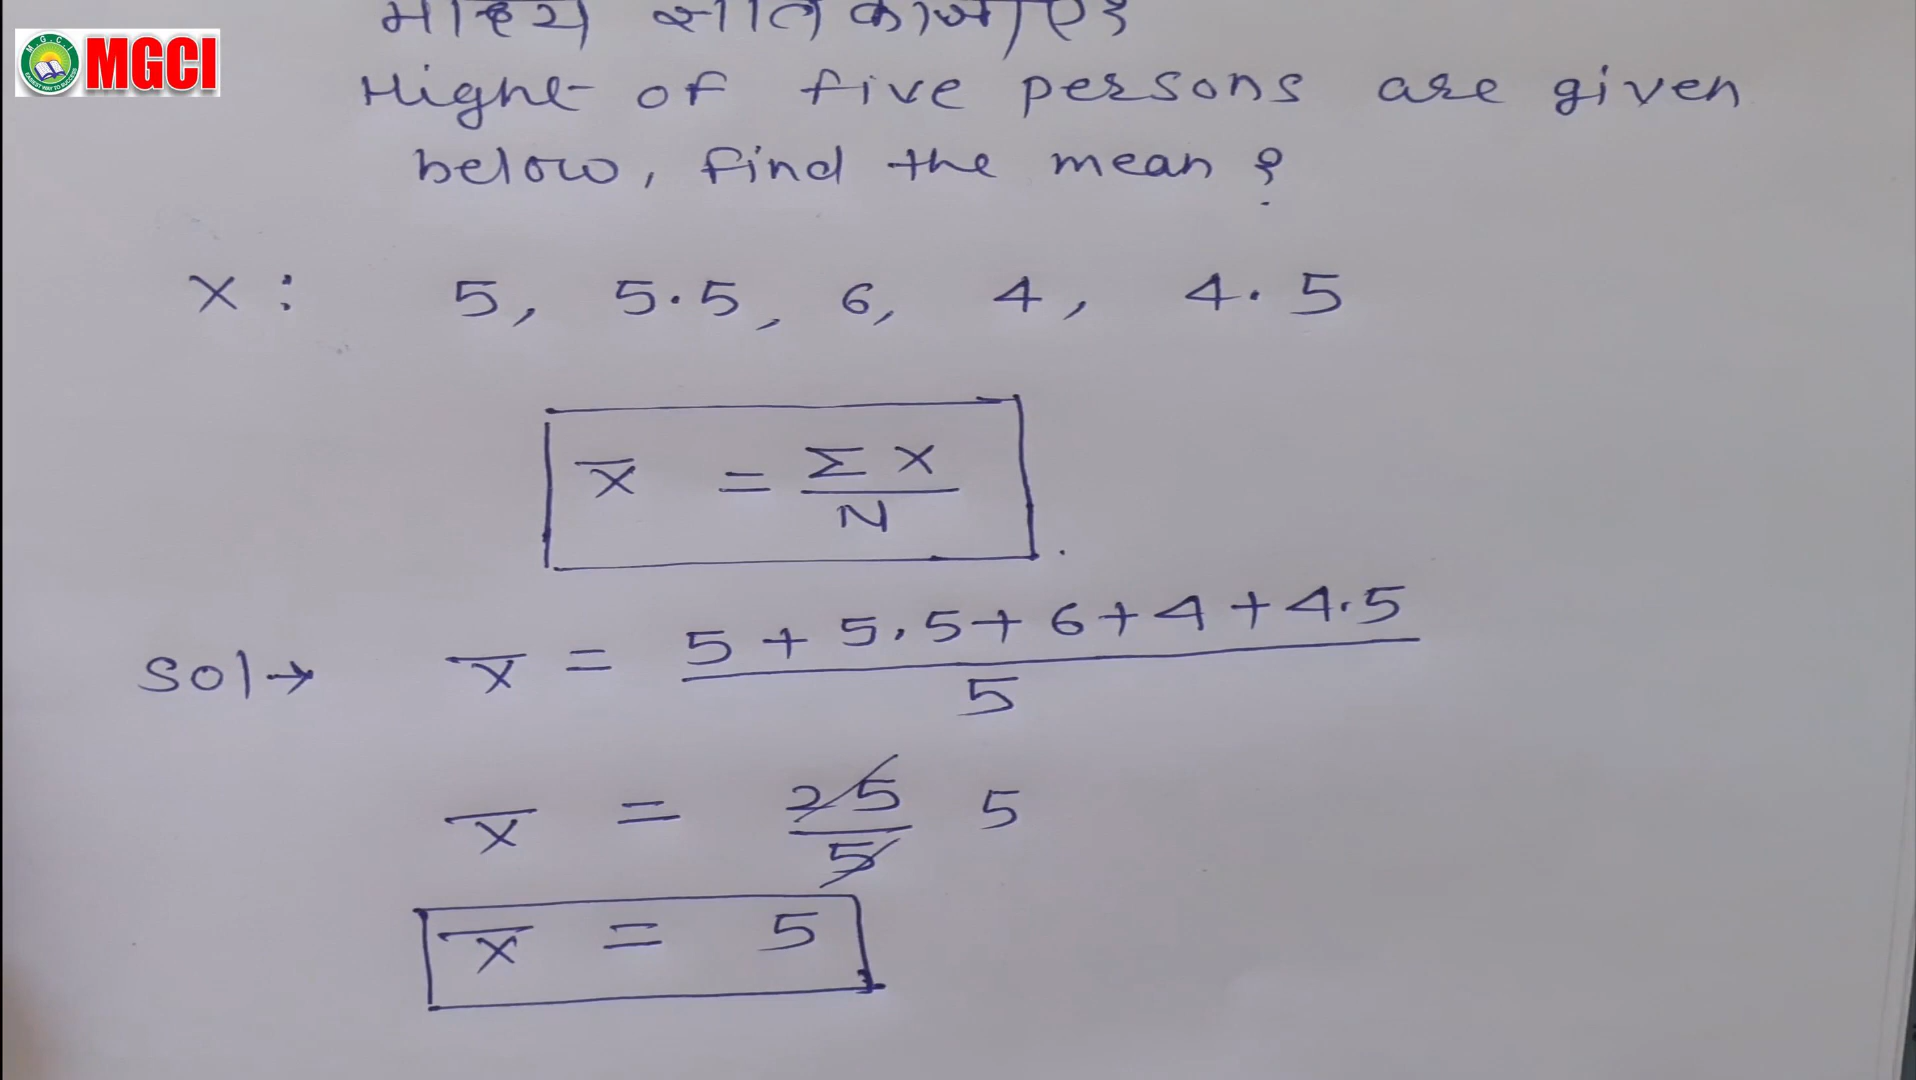 MGCI
माध्य ज्ञात कीजिए?
Hight of five persons are given
below, find the mean ?
X : 5, 5.5, 6, 4, 4.5
X̄ = ΣX / N
Sol → X̄ = 5 + 5.5 + 6 + 4 + 4.5 / 5
X̄ = 25 / 5 5
X̄ = 5